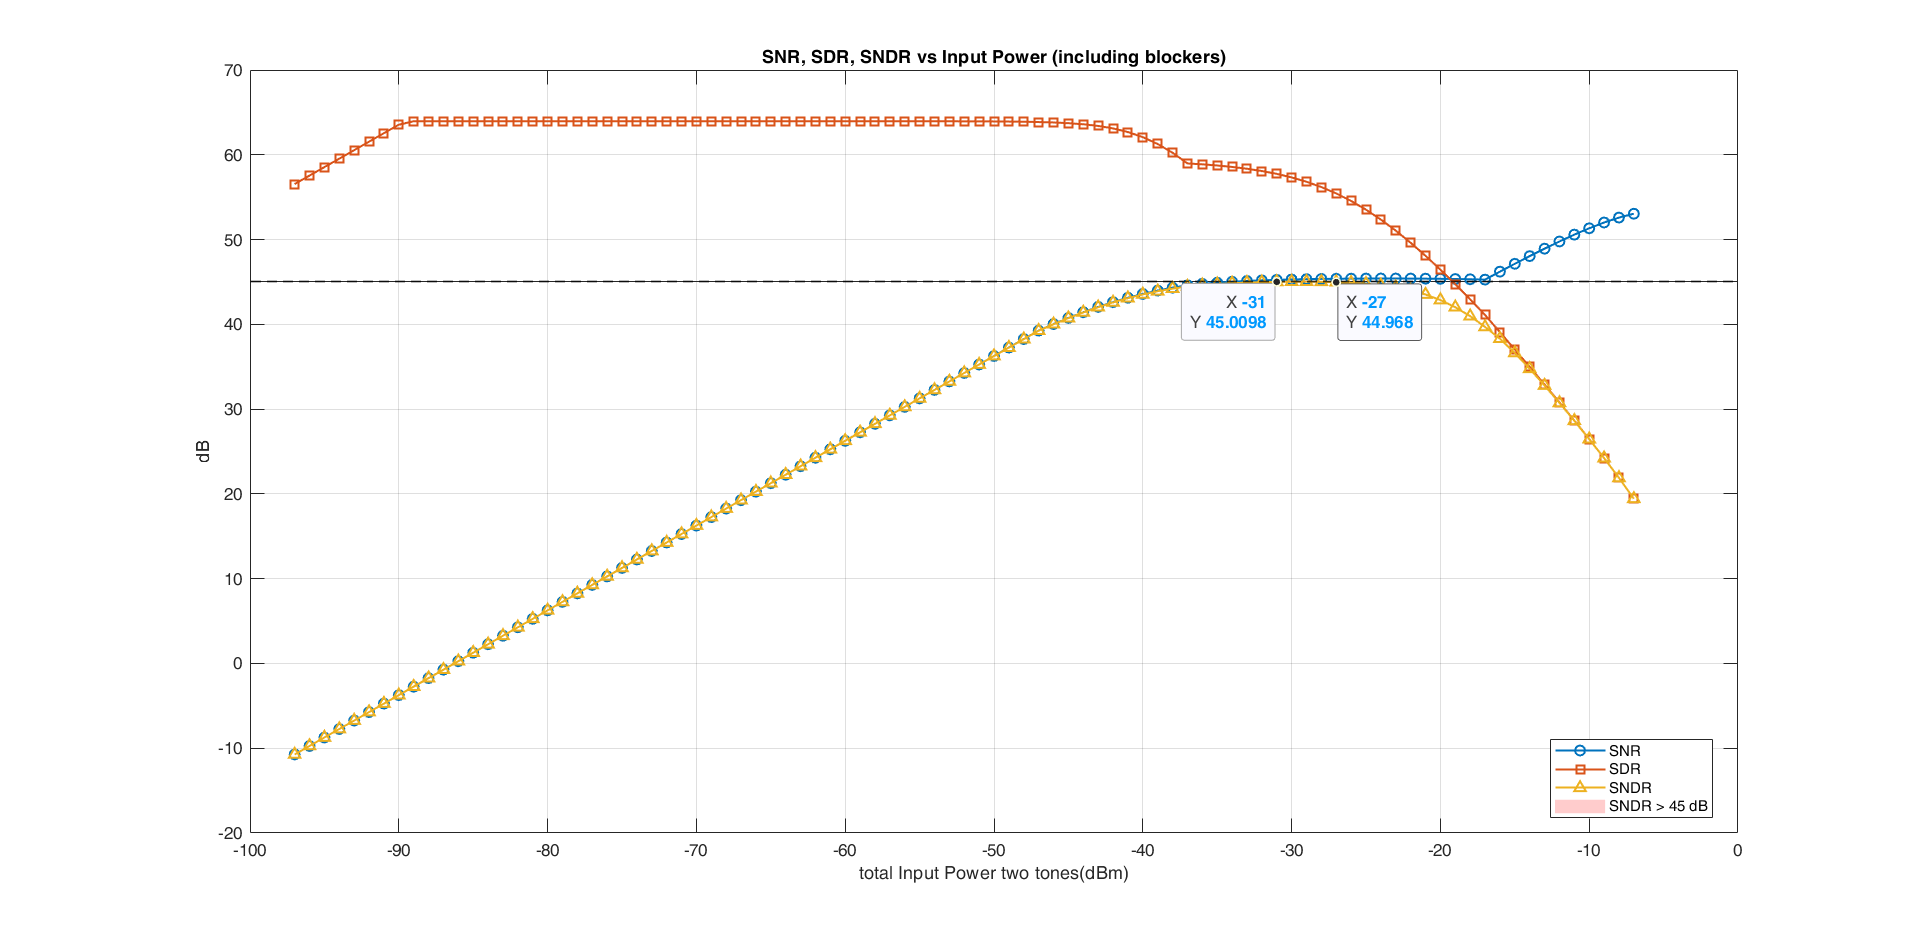 SNR, SDR, SNDR vs Input Power (including blockers)
70
60
50
40
30
20
10
0
-10
-20
dB
X -31
Y 45.0098
X -27
Y 44.968
SNR
SDR
SNDR
SNDR > 45 dB
-100 -90 -80 -70 -60 -50 -40 -30 -20 -10 0
total Input Power two tones(dBm)